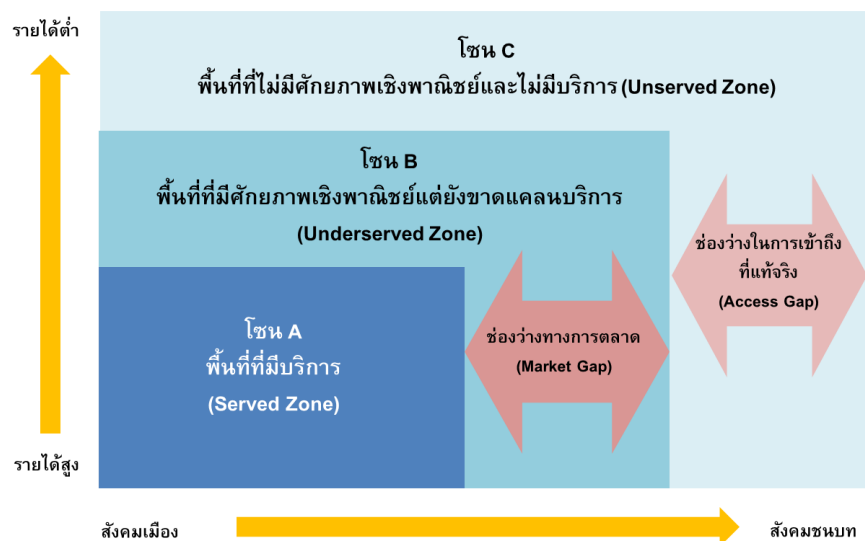 รายได้ต่ำ
โซน C
พื้นที่ที่ไม่มีศักยภาพเชิงพาณิชย์และไม่มีบริการ (Unserved Zone)
โซน B
พื้นที่ที่มีศักยภาพเชิงพาณิชย์แต่ยังขาดแคลนบริการ
(Underserved Zone)
ช่องว่างในการเข้าถึง
ที่แท้จริง
(Access Gap)
โซน A
พื้นที่ที่มีบริการ
(Served Zone)
ช่องว่างทางการตลาด
(Market Gap)
รายได้สูง
สังคมเมือง
สังคมชนบท